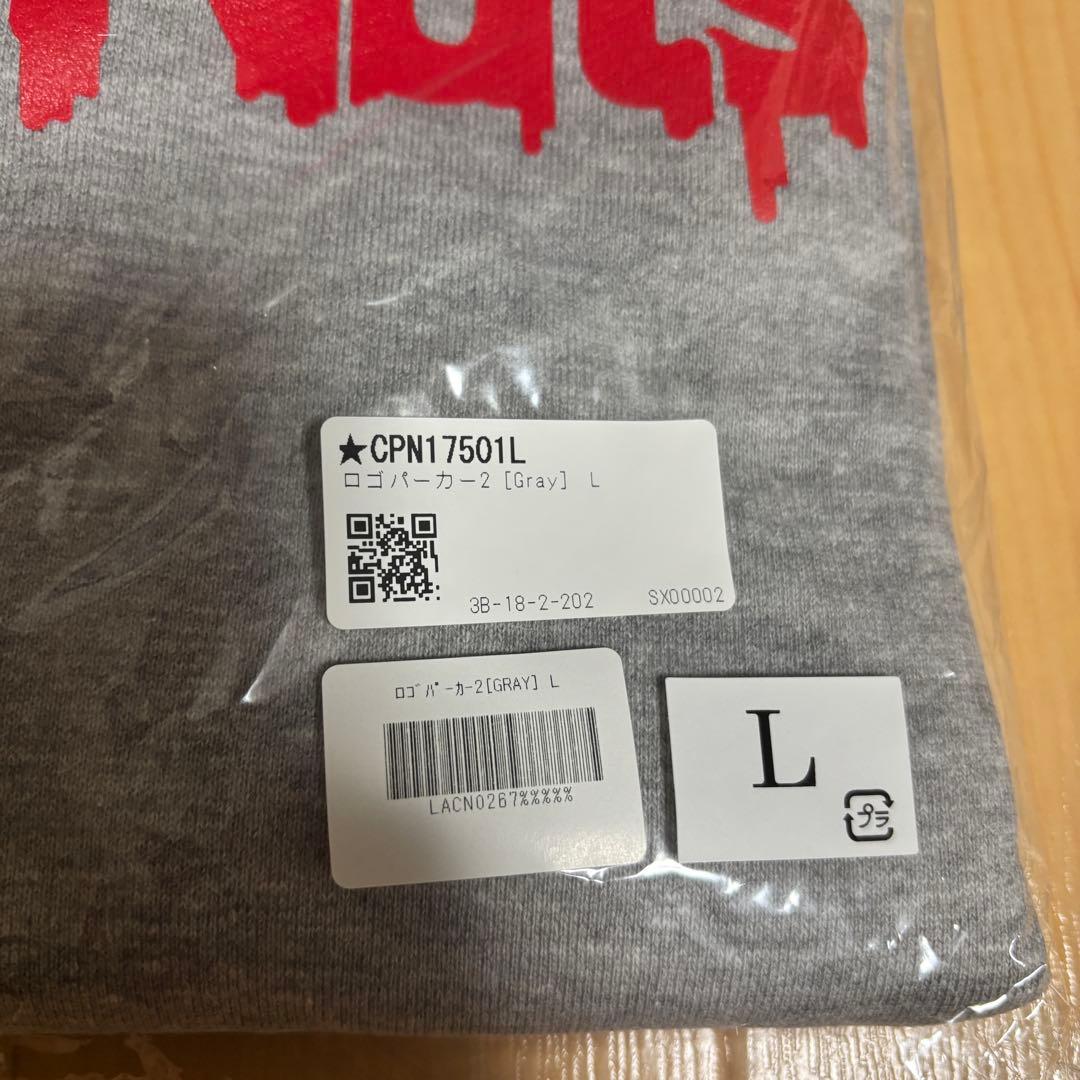 Nuts
★CPN17501L
ロゴパーカー2 [Gray] L
3B-18-2-202
SX00002
ﾛｺﾞﾊﾟｰｶｰ2[GRAY] L
LACN0267%%%%%
L
プラ